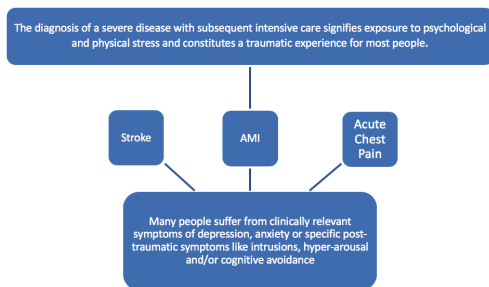 The diagnosis of a severe disease with subsequent intensive care signifies exposure to psychological
and physical stress and constitutes a traumatic experience for most people.
Stroke
AMI
Acute
Chest
Pain
Many people suffer from clinically relevant
symptoms of depression, anxiety or specific post-
traumatic symptoms like intrusions, hyper-arousal
and/or cognitive avoidance